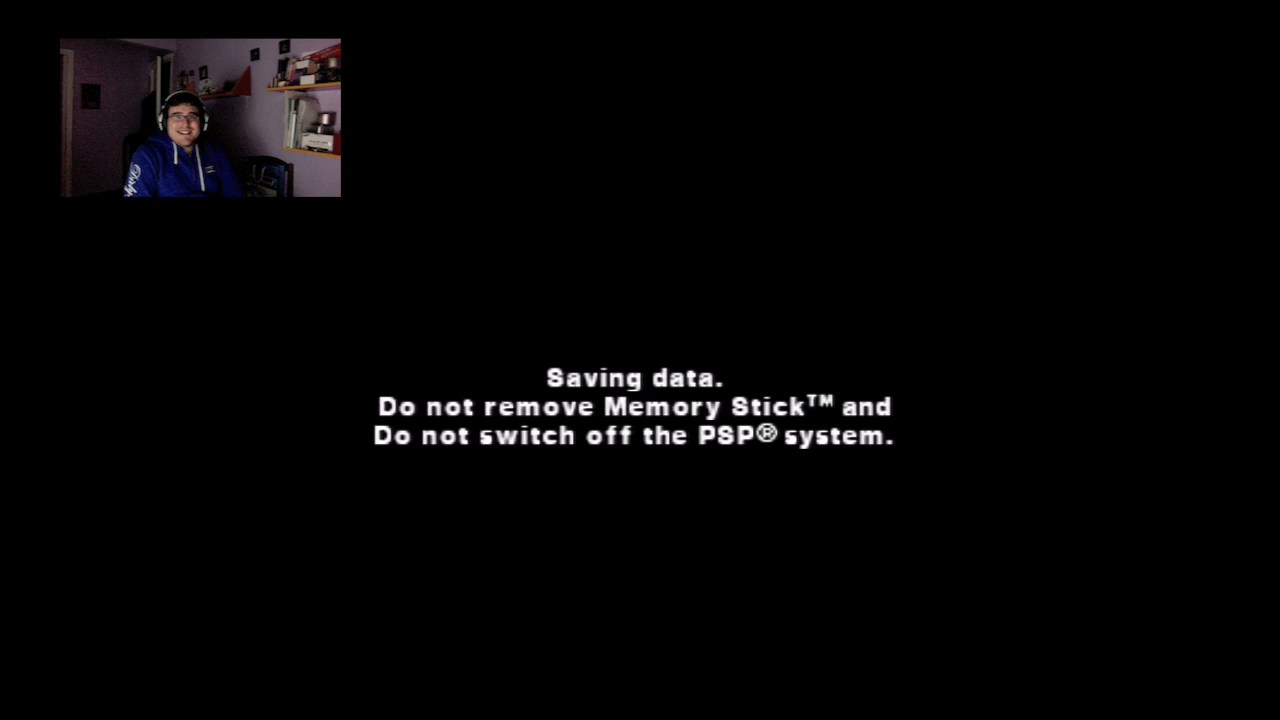 Saving data.
Do not remove Memory Stick™ and
Do not switch off the PSP® system.